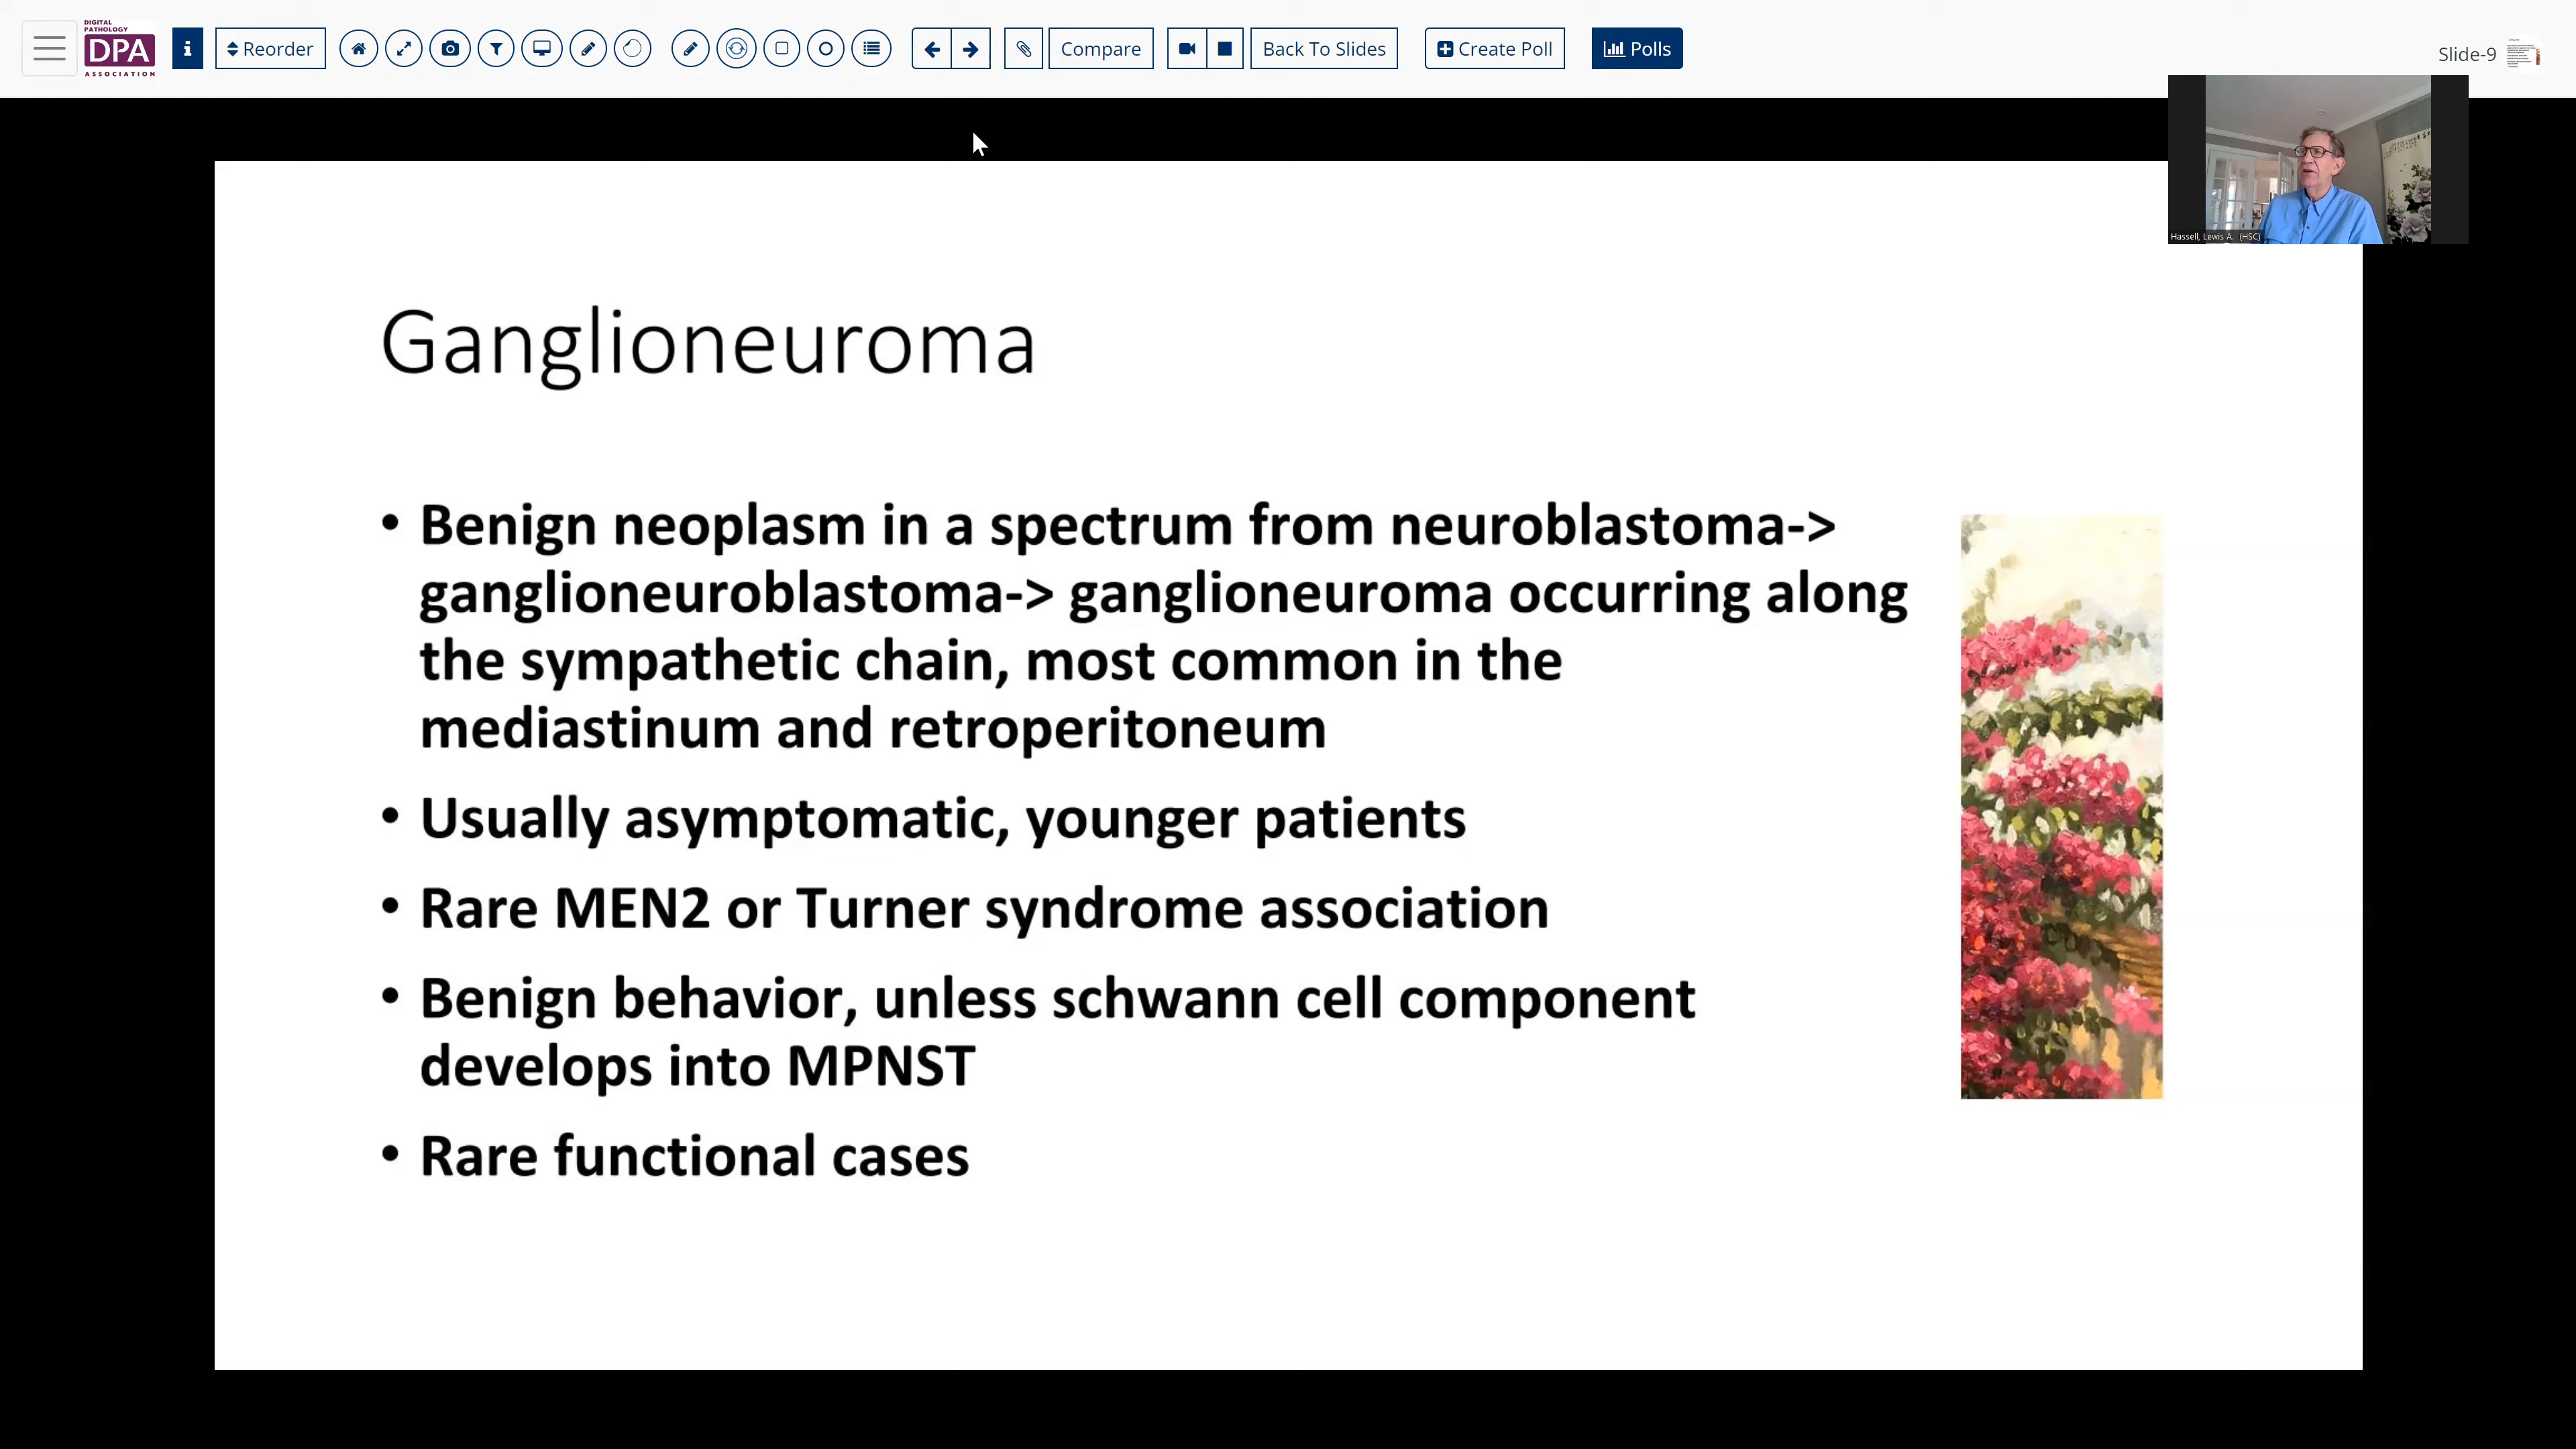 DIGITAL
PATHOLOGY
DPA
ASSOCIATION
Reorder
Compare
Back To Slides
Create Poll
Polls
Slide-9
Hassell, Lewis A. (HSC)
Ganglioneuroma
• Benign neoplasm in a spectrum from neuroblastoma->
ganglioneuroblastoma-> ganglioneuroma occurring along
the sympathetic chain, most common in the
mediastinum and retroperitoneum
• Usually asymptomatic, younger patients
• Rare MEN2 or Turner syndrome association
• Benign behavior, unless schwann cell component
develops into MPNST
• Rare functional cases